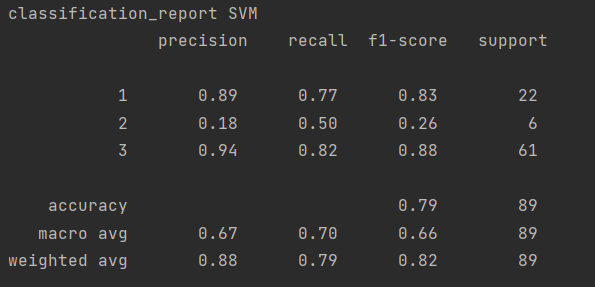 classification_report SVM
precision recall f1-score support
1 0.89 0.77 0.83 22
2 0.18 0.50 0.26 6
3 0.94 0.82 0.88 61
accuracy 0.79 89
macro avg 0.67 0.70 0.66 89
weighted avg 0.88 0.79 0.82 89